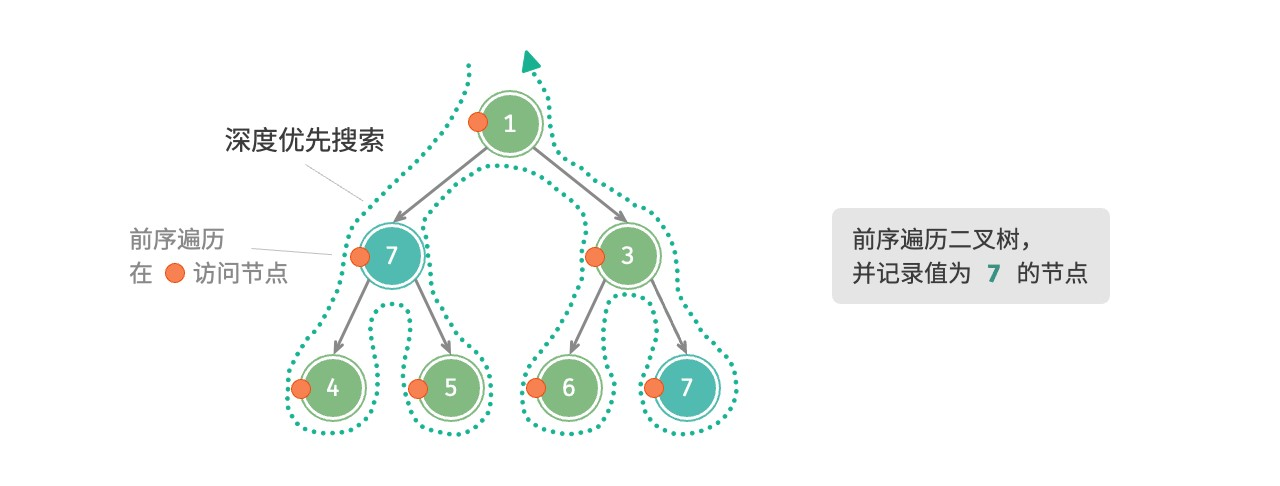 1
深度优先搜索
前序遍历
在 访问节点
7
3
前序遍历二叉树，
并记录值为 7 的节点
4
5
6
7